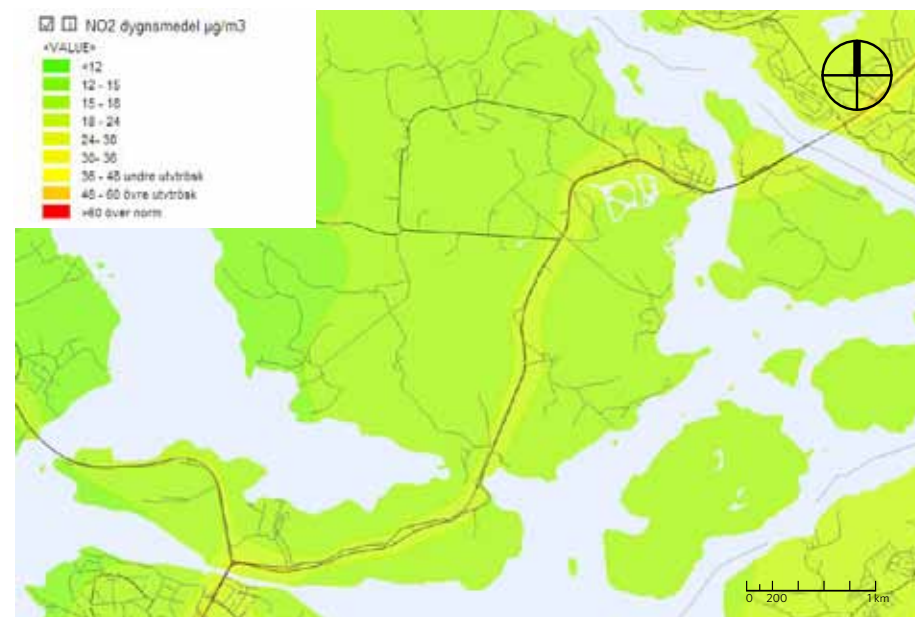 NO2 dygnsmedel µg/m3
<VALUE>
<12
12 - 15
15 - 18
18 - 24
24- 30
30- 36
36 - 48 undre utvtrösk
48 - 60 övre utvtrösk
>60 över norm
0 200 1 km